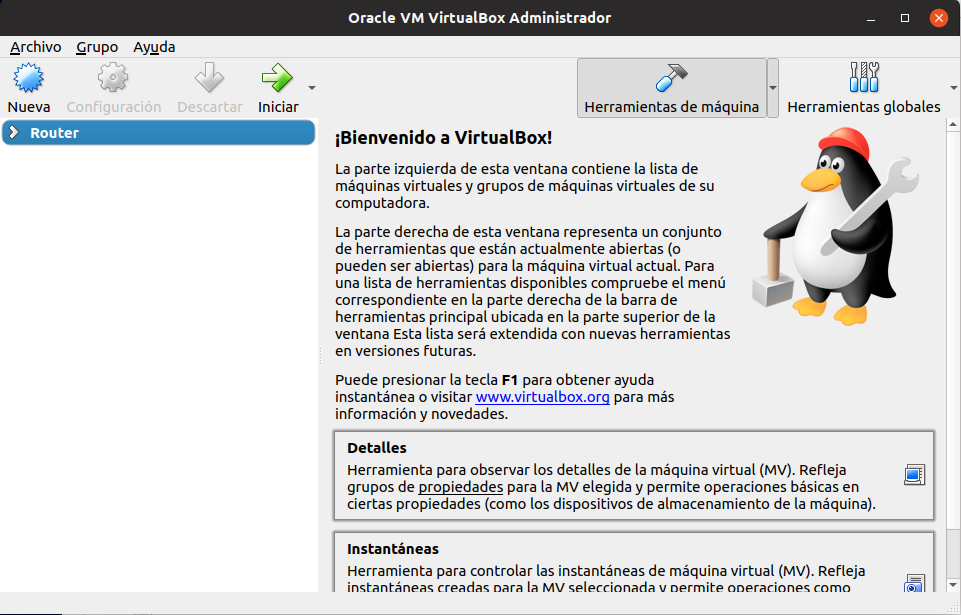 Oracle VM VirtualBox Administrador
Archivo Grupo Ayuda
Nueva Configuración Descartar Iniciar Herramientas de máquina Herramientas globales
Router
¡Bienvenido a VirtualBox!
La parte izquierda de esta ventana contiene la lista de
máquinas virtuales y grupos de máquinas virtuales de su
computadora.
La parte derecha de esta ventana representa un conjunto
de herramientas que están actualmente abiertas (o
pueden ser abiertas) para la máquina virtual actual. Para
una lista de herramientas disponibles compruebe el menú
correspondiente en la parte derecha de la barra de
herramientas principal ubicada en la parte superior de la
ventana Esta lista será extendida con nuevas herramientas
en versiones futuras.
Puede presionar la tecla F1 para obtener ayuda
instantánea o visitar www.virtualbox.org para más
información y novedades.
Detalles
Herramienta para observar los detalles de la máquina virtual (MV). Refleja
grupos de propiedades para la MV elegida y permite operaciones básicas en
ciertas propiedades (como los dispositivos de almacenamiento de la máquina).
Instantáneas
Herramienta para controlar las instantáneas de máquina virtual (MV). Refleja
instantáneas creadas para la MV seleccionada y permite operaciones como